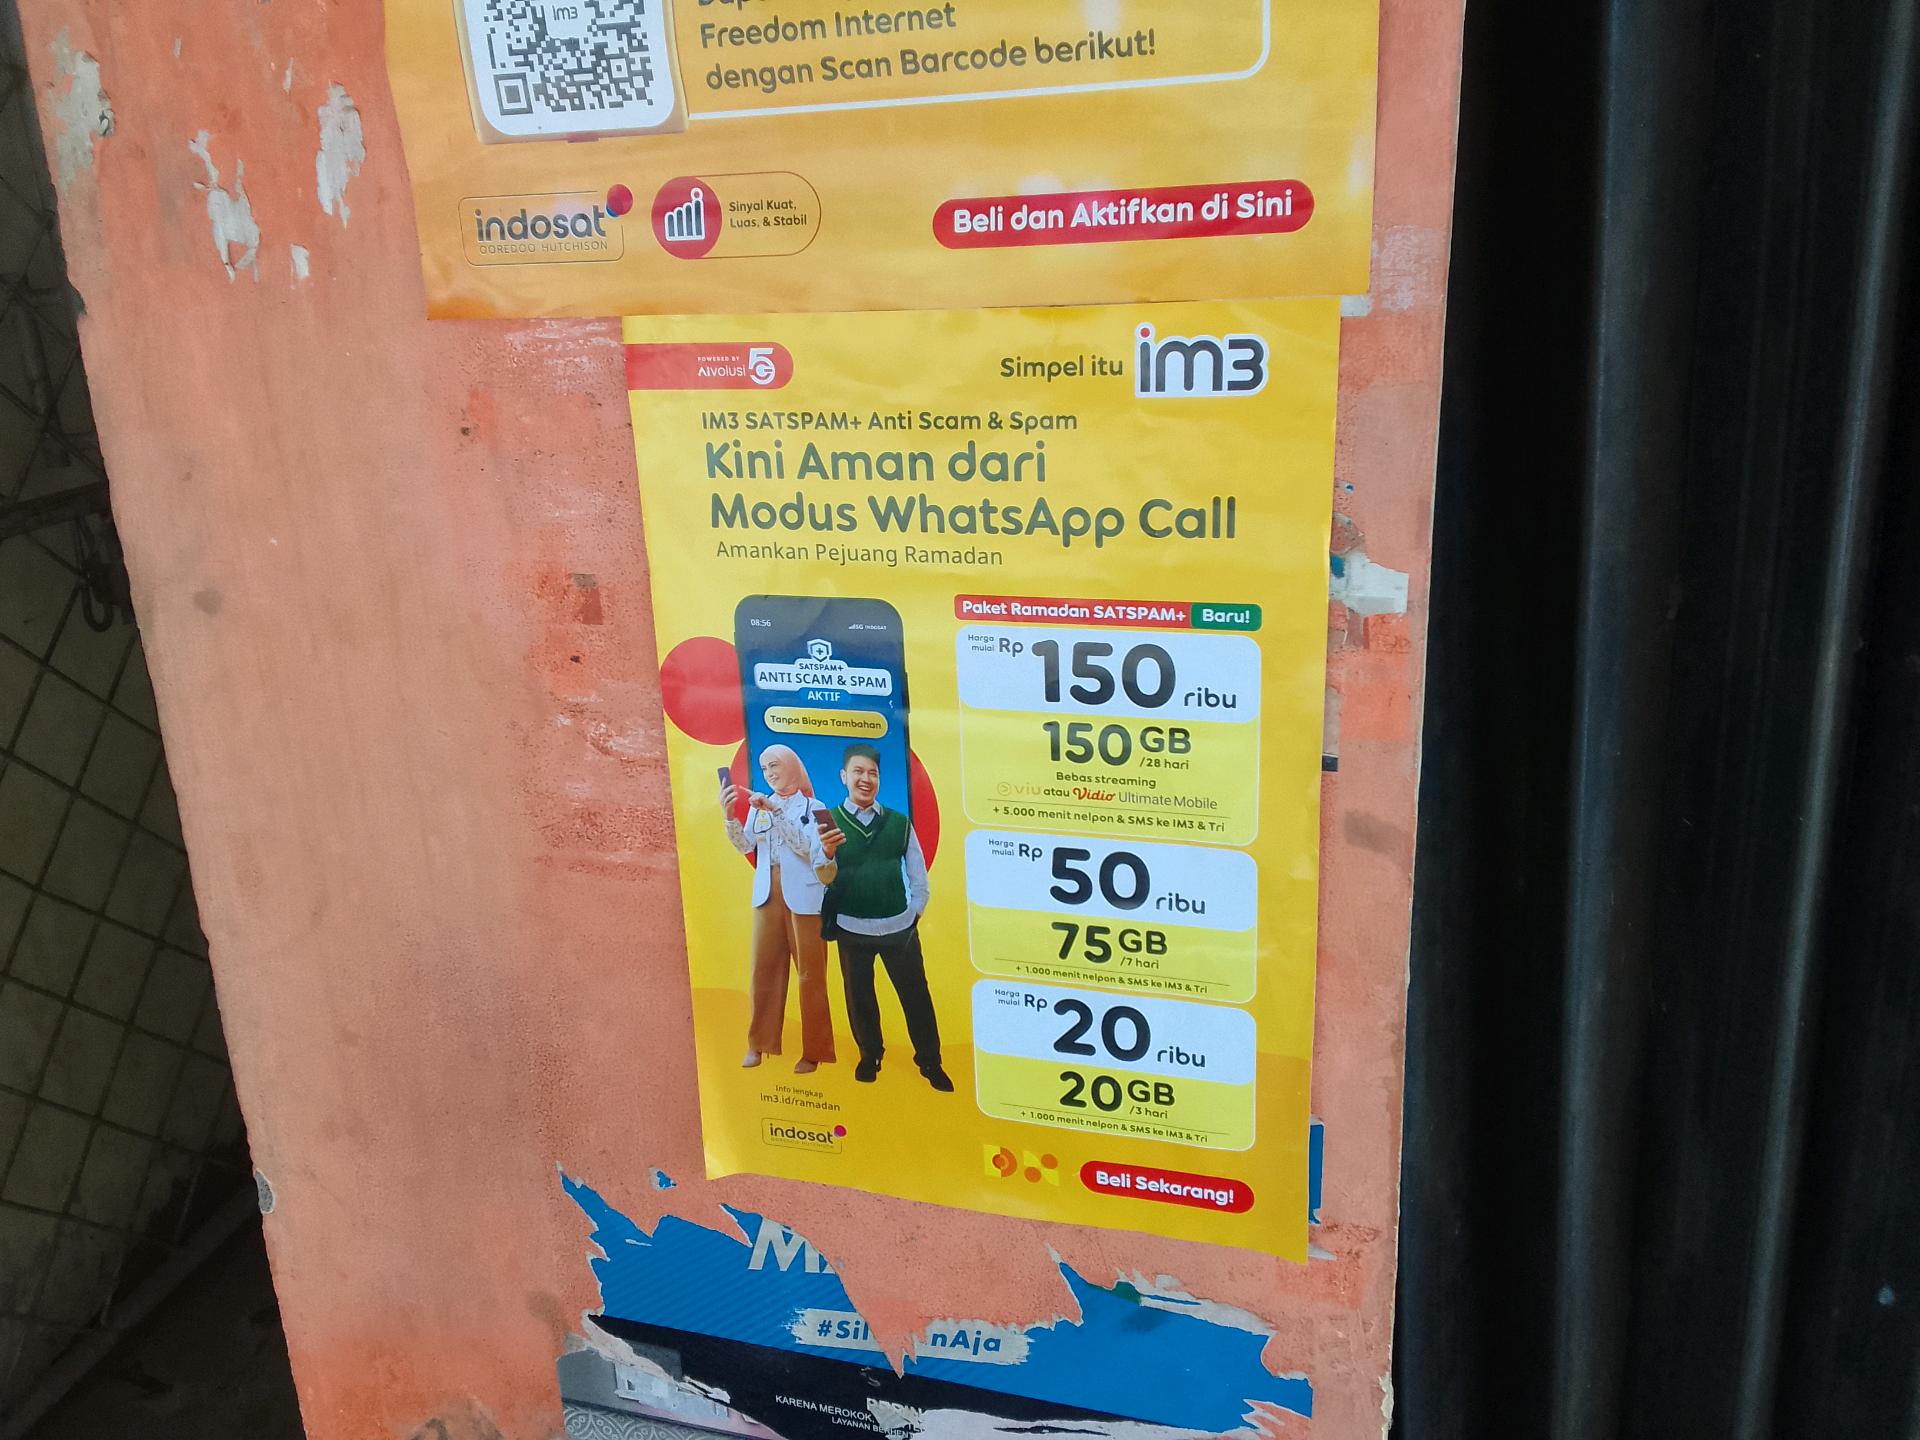 im3
Freedom Internet
dengan Scan Barcode berikut!
indosat
OOREDOO HUTCHISON
Sinyal Kuat,
Luas, & Stabil
Beli dan Aktifkan di Sini
POWERED BY
AIvolusi 5G
Simpel itu im3
IM3 SATSPAM+ Anti Scam & Spam
Kini Aman dari
Modus WhatsApp Call
Amankan Pejuang Ramadan
08:56
5G INDOSAT
SATSPAM+
ANTI SCAM & SPAM
AKTIF
Tanpa Biaya Tambahan
Paket Ramadan SATSPAM+ Baru!
Harga mulai Rp 150 ribu
150 GB /28 hari
Bebas streaming
viu atau Vidio Ultimate Mobile
+ 5.000 menit nelpon & SMS ke IM3 & Tri
Harga mulai Rp 50 ribu
75 GB /7 hari
+ 1.000 menit nelpon & SMS ke IM3 & Tri
Harga mulai Rp 20 ribu
20 GB /3 hari
+ 1.000 menit nelpon & SMS ke IM3 & Tri
Info lengkap
im3.id/ramadan
indosat
OOREDOO HUTCHISON
Beli Sekarang!
#Sil nAja
KARENA MEROKOK,